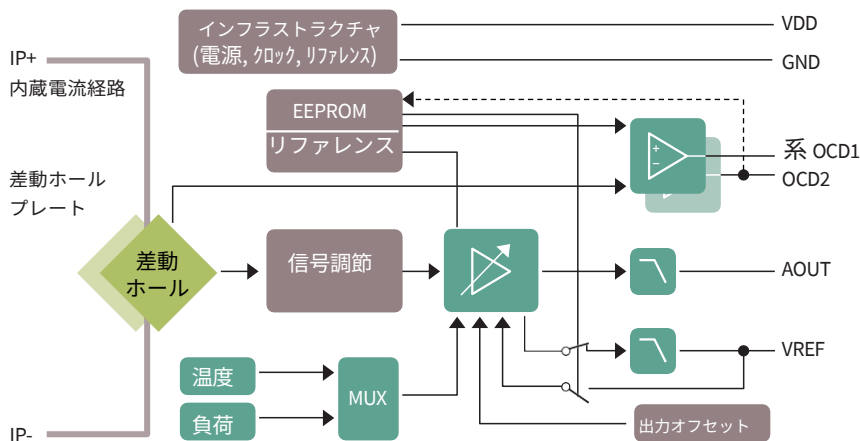 インフラストラクチャ
(電源, クロック, リファレンス)
VDD
GND
IP+
内蔵電流経路
EEPROM
リファレンス
+
−
系 OCD1
OCD2
差動ホール
プレート
差動
ホール
信号調節
AOUT
VREF
温度
負荷
MUX
出力オフセット
IP-